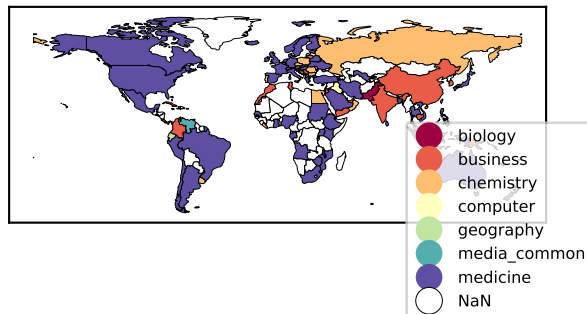 biology
business
chemistry
computer
geography
media_common
medicine
NaN